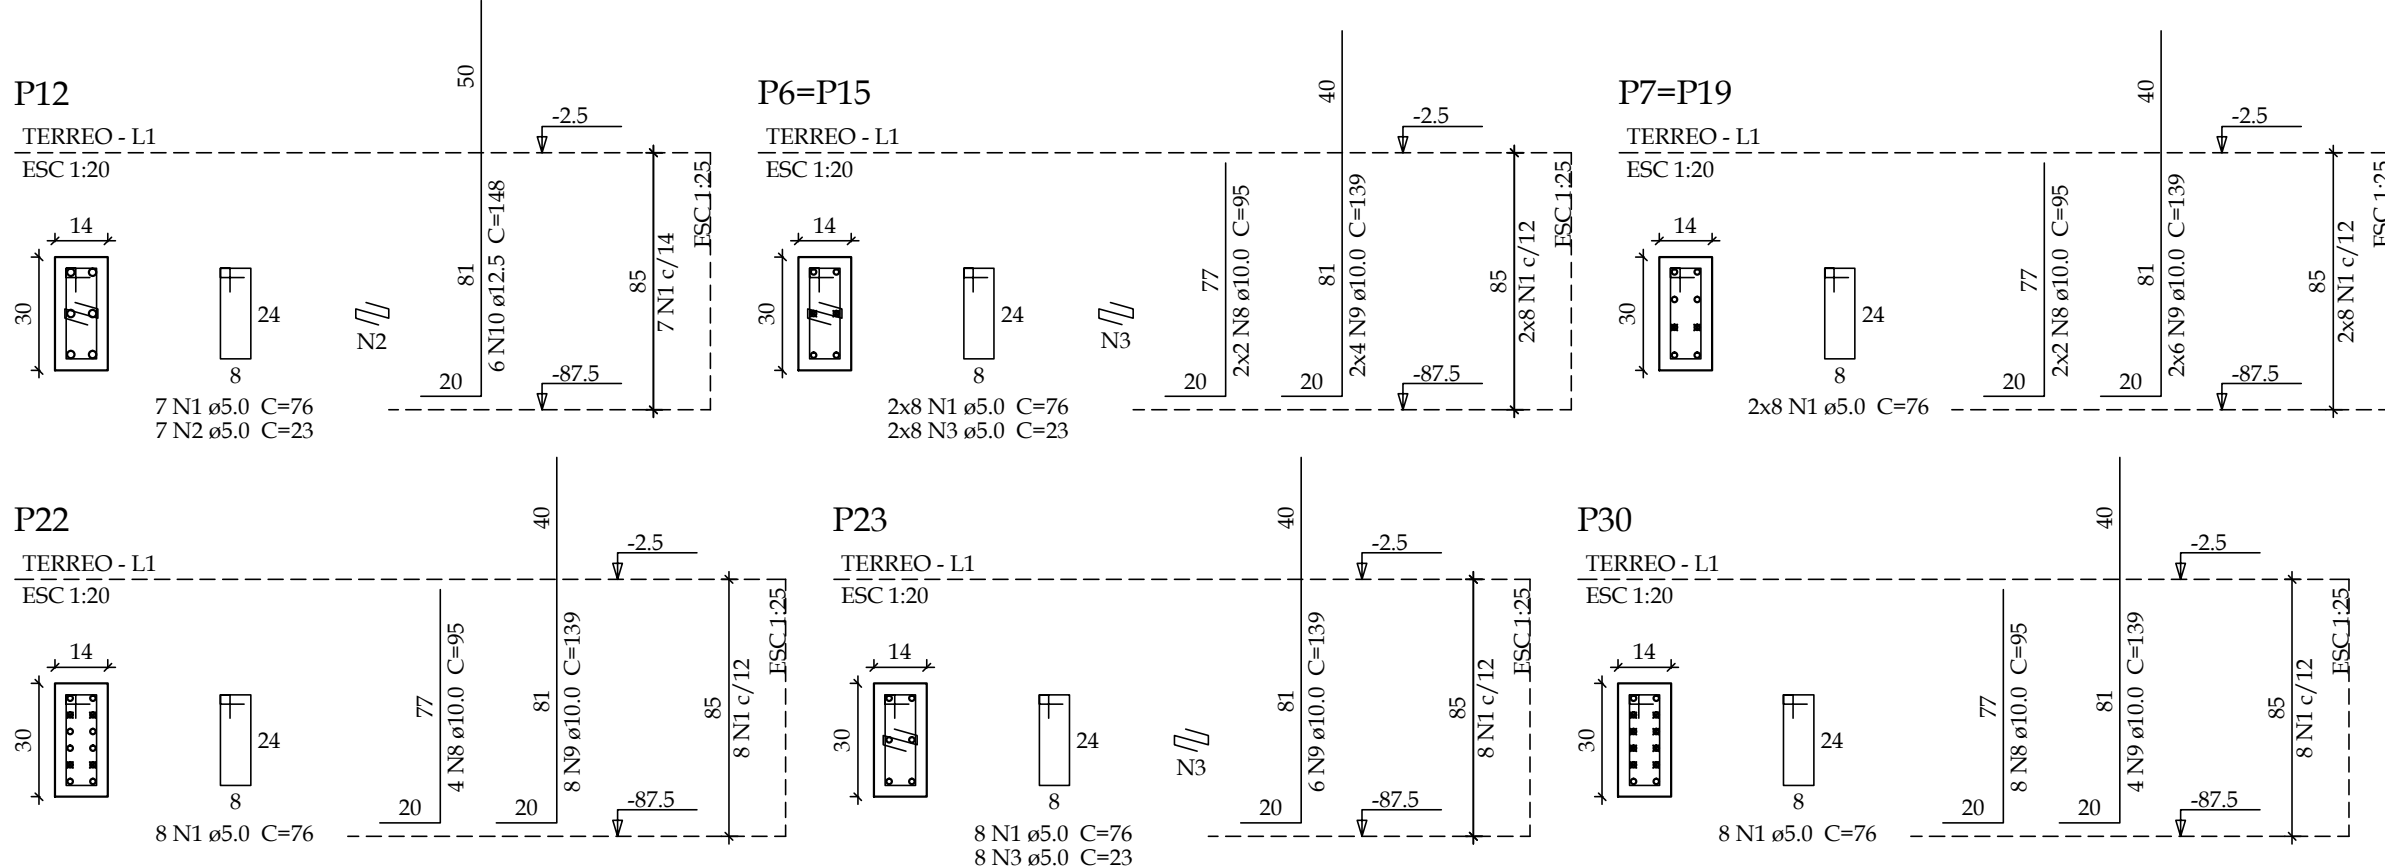 P12
TERREO - L1
ESC 1:20
14
30
24
8
7 N1 ø5.0 C=76
7 N2 ø5.0 C=23
N2
50
81
6 N10 ø12.5 C=148
20
-2.5
-87.5
85
7 N1 c/14
ESC 1:25
P6=P15
TERREO - L1
ESC 1:20
14
30
24
8
2x8 N1 ø5.0 C=76
2x8 N3 ø5.0 C=23
N3
77
2x2 N8 ø10.0 C=95
20
40
81
2x4 N9 ø10.0 C=139
20
-2.5
-87.5
85
2x8 N1 c/12
ESC 1:25
P7=P19
TERREO - L1
ESC 1:20
14
30
24
8
2x8 N1 ø5.0 C=76
77
2x2 N8 ø10.0 C=95
20
40
81
2x6 N9 ø10.0 C=139
20
-2.5
-87.5
85
2x8 N1 c/12
ESC 1:25
P22
TERREO - L1
ESC 1:20
14
30
24
8
8 N1 ø5.0 C=76
77
4 N8 ø10.0 C=95
20
40
81
8 N9 ø10.0 C=139
20
-2.5
-87.5
85
8 N1 c/12
ESC 1:25
P23
TERREO - L1
ESC 1:20
14
30
24
8
8 N1 ø5.0 C=76
8 N3 ø5.0 C=23
N3
40
81
6 N9 ø10.0 C=139
20
-2.5
-87.5
85
8 N1 c/12
ESC 1:25
P30
TERREO - L1
ESC 1:20
14
30
24
8
8 N1 ø5.0 C=76
77
8 N8 ø10.0 C=95
20
40
81
4 N9 ø10.0 C=139
20
-2.5
-87.5
85
8 N1 c/12
ESC 1:25